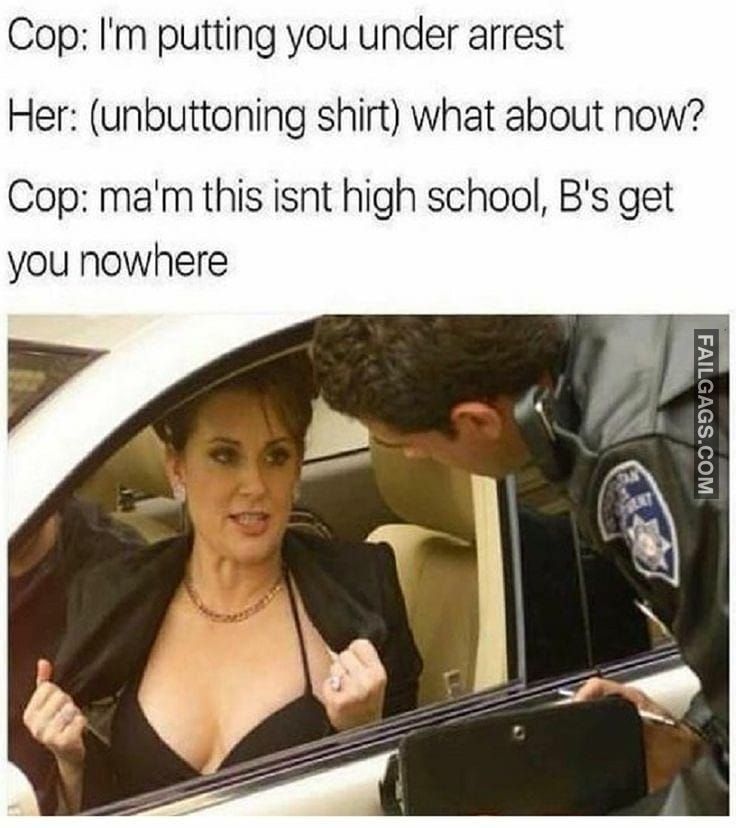 Cop: I'm putting you under arrest
Her: (unbuttoning shirt) what about now?
Cop: ma'm this isnt high school, B's get
you nowhere
FAILGAGS.COM